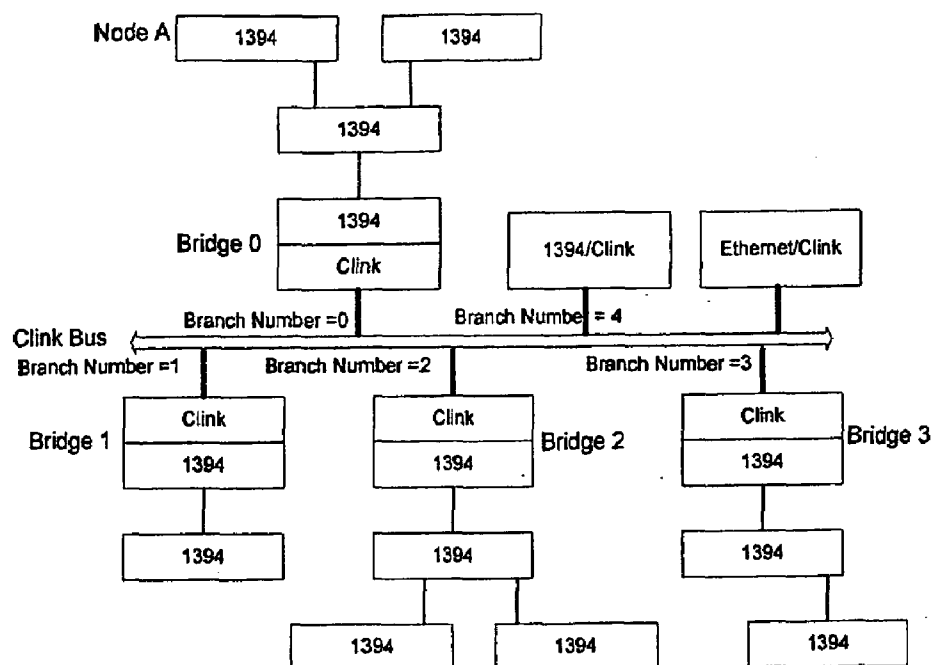 Node A
1394
1394
1394
1394
Bridge 0
Clink
1394/Clink
Ethernet/Clink
Branch Number =0
Branch Number = 4
Clink Bus
Branch Number =1
Branch Number =2
Branch Number =3
Clink
Clink
Clink
Bridge 1
Bridge 2
Bridge 3
1394
1394
1394
1394
1394
1394
1394
1394
1394